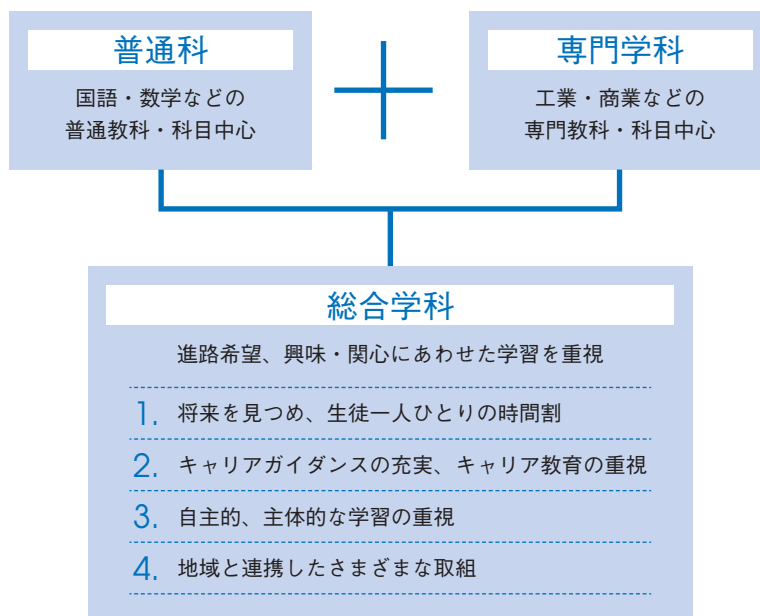 普通科
国語・数学などの
普通教科・科目中心
専門学科
工業・商業などの
専門教科・科目中心
総合学科
進路希望、興味・関心にあわせた学習を重視
1. 将来を見つめ、生徒一人ひとりの時間割
2. キャリアガイダンスの充実、キャリア教育の重視
3. 自主的、主体的な学習の重視
4. 地域と連携したさまざまな取組